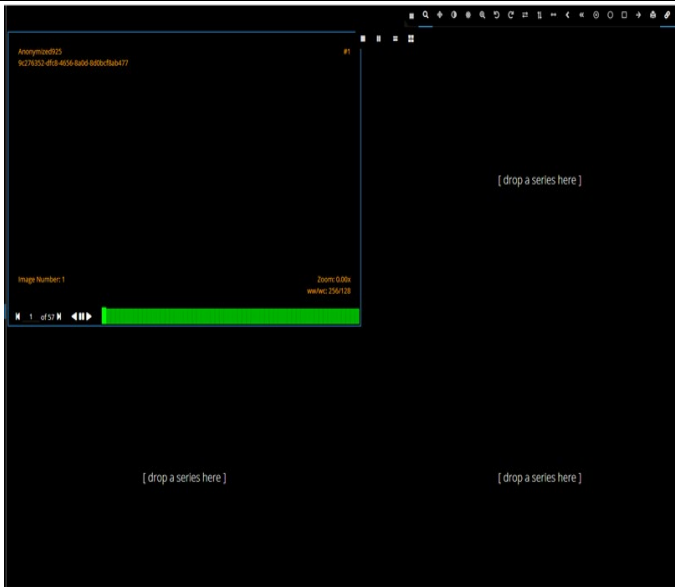 Anonymized925
#1
9c276352-dfc8-4656-8a0d-8d0bcf8ab477
[ drop a series here ]
Image Number: 1
Zoom: 0.00x
ww/wc: 256/128
1 of 57
[ drop a series here ]
[ drop a series here ]